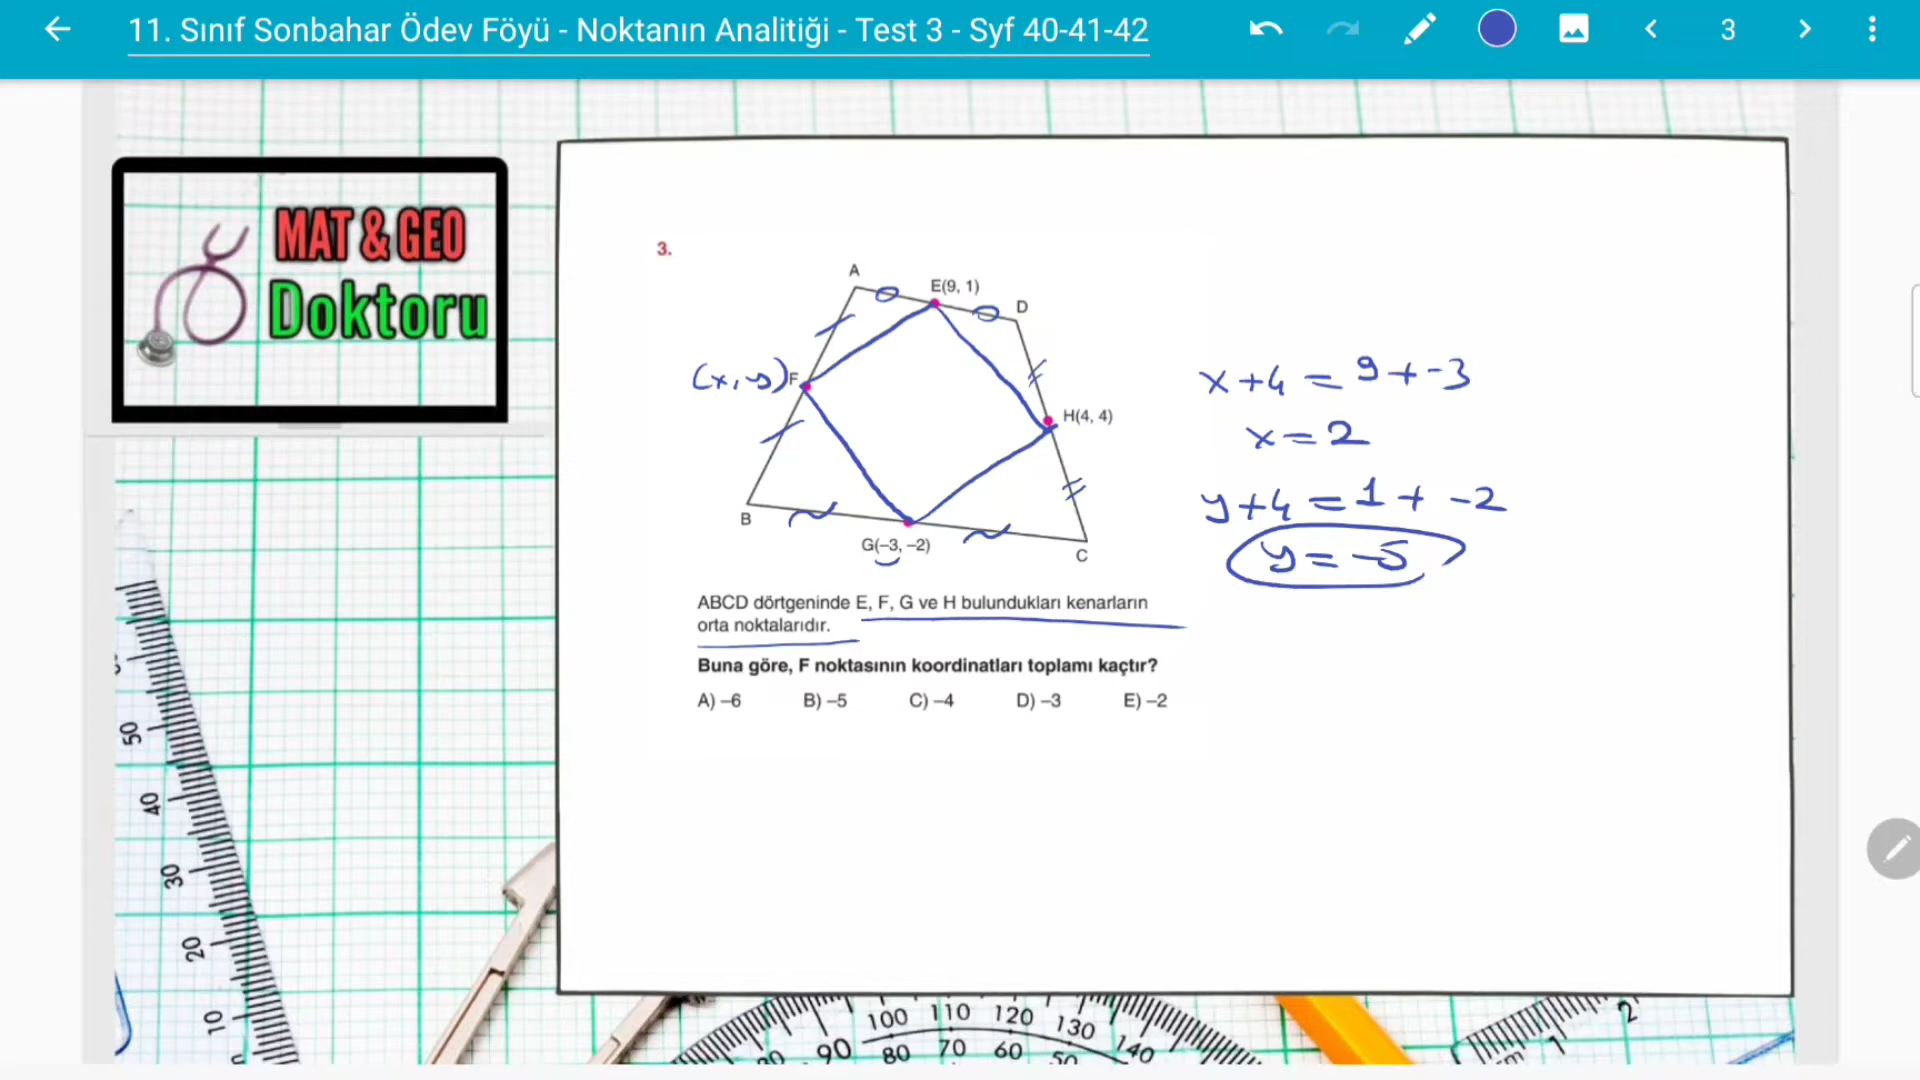 11. Sınıf Sonbahar Ödev Föyü - Noktanın Analitiği - Test 3 - Syf 40-41-42
3
MAT & GEO
Doktoru
3.
A
E(9, 1)
D
(x, y)
F
H(4, 4)
B
G(–3, –2)
C
x + 4 = 9 + -3
x = 2
y + 4 = 1 + -2
y = -5
ABCD dörtgeninde E, F, G ve H bulundukları kenarların
orta noktalarıdır.
Buna göre, F noktasının koordinatları toplamı kaçtır?
A) –6 B) –5 C) –4 D) –3 E) –2
50
40
30
20
10
90 100 110 120 130 140
80 70 60 50
1 2